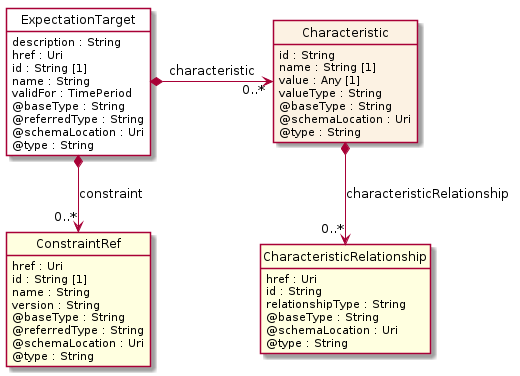 ExpectationTarget
description : String
href : Uri
id : String [1]
name : String
validFor : TimePeriod
@baseType : String
@referredType : String
@schemaLocation : Uri
@type : String
characteristic
0..*
Characteristic
id : String
name : String [1]
value : Any [1]
valueType : String
@baseType : String
@schemaLocation : Uri
@type : String
constraint
0..*
characteristicRelationship
0..*
ConstraintRef
href : Uri
id : String [1]
name : String
version : String
@baseType : String
@referredType : String
@schemaLocation : Uri
@type : String
CharacteristicRelationship
href : Uri
id : String
relationshipType : String
@baseType : String
@schemaLocation : Uri
@type : String